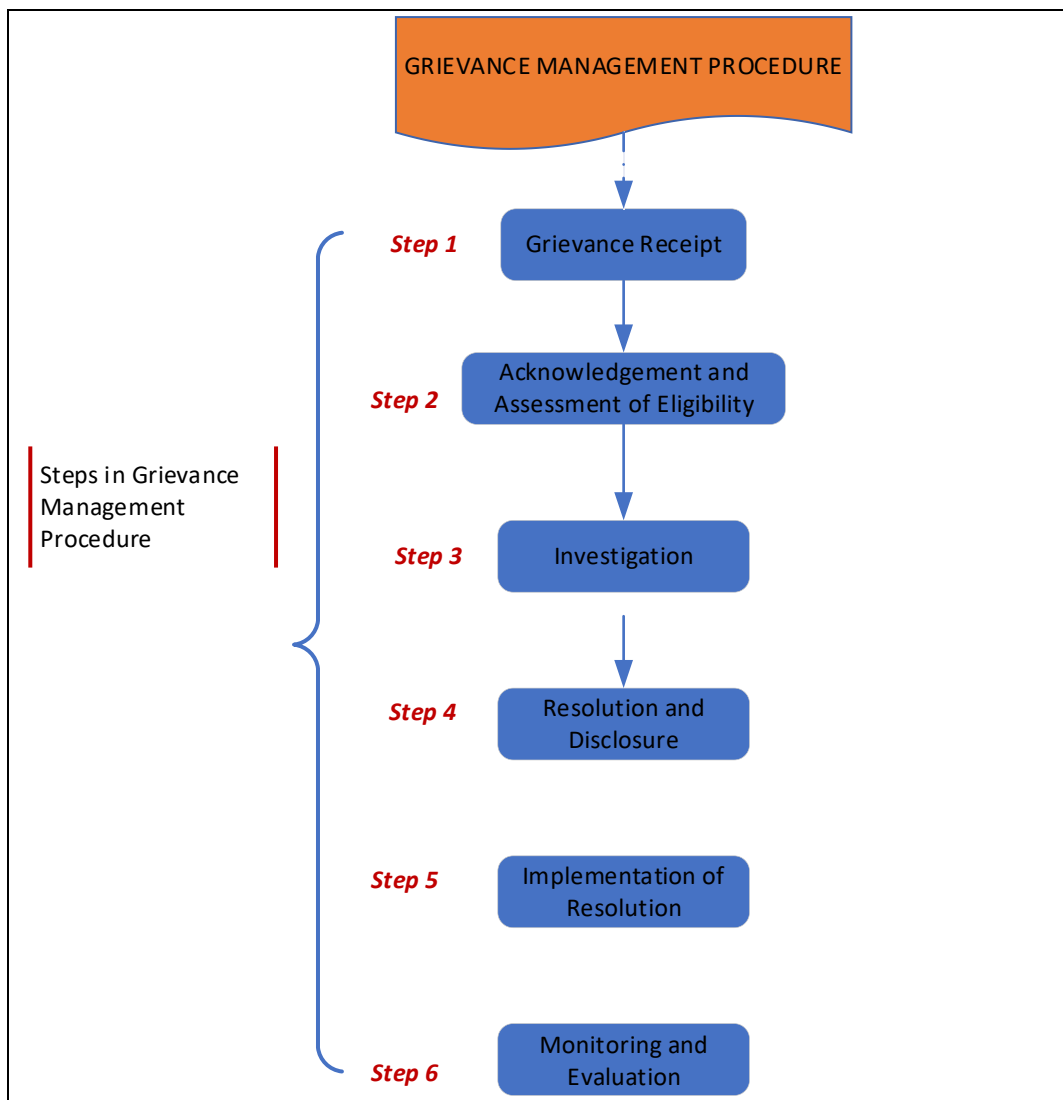 GRIEVANCE MANAGEMENT PROCEDURE
Step 1
Grievance Receipt
Step 2
Acknowledgement and
Assessment of Eligibility
Steps in Grievance
Management
Procedure
Step 3
Investigation
Step 4
Resolution and
Disclosure
Step 5
Implementation of
Resolution
Step 6
Monitoring and
Evaluation